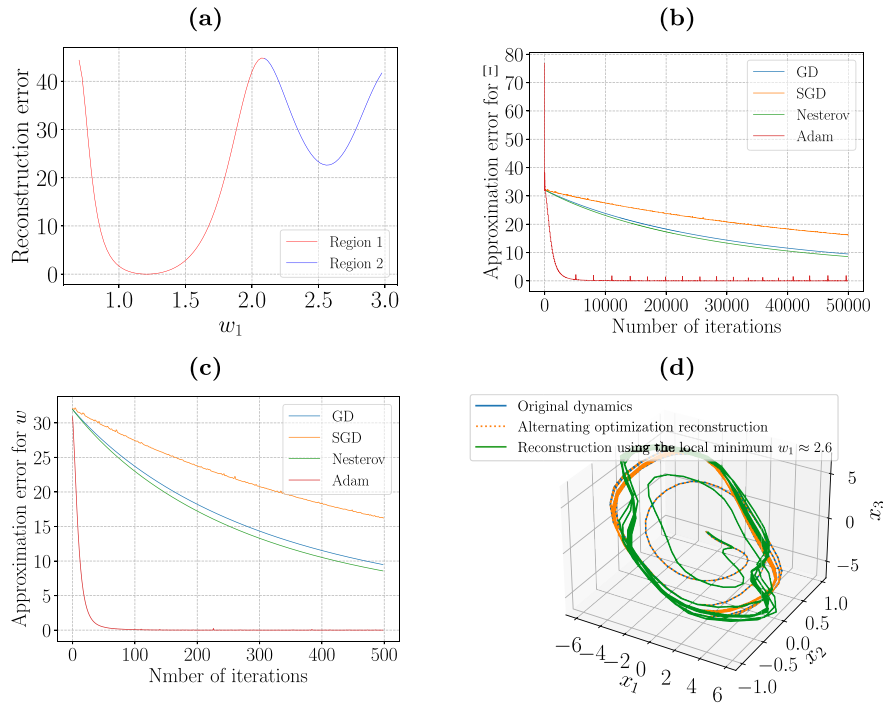 (a)
Reconstruction error
40
30
20
10
0
1.0 1.5 2.0 2.5 3.0
w₁
Region 1
Region 2
(b)
Approximation error for Ξ
80
70
60
50
40
30
20
10
0
0 10000 20000 30000 40000 50000
Number of iterations
GD
SGD
Nesterov
Adam
(c)
Approximation error for w
30
25
20
15
10
5
0
0 100 200 300 400 500
Nmber of iterations
GD
SGD
Nesterov
Adam
(d)
Original dynamics
Alternating optimization reconstruction
Reconstruction using the local minimum w₁ ≈ 2.6
5
0
−5
x₃
1.0
0.5
0.0
−0.5
−1.0
x₂
−6 −4 −2 0 2 4 6
x₁